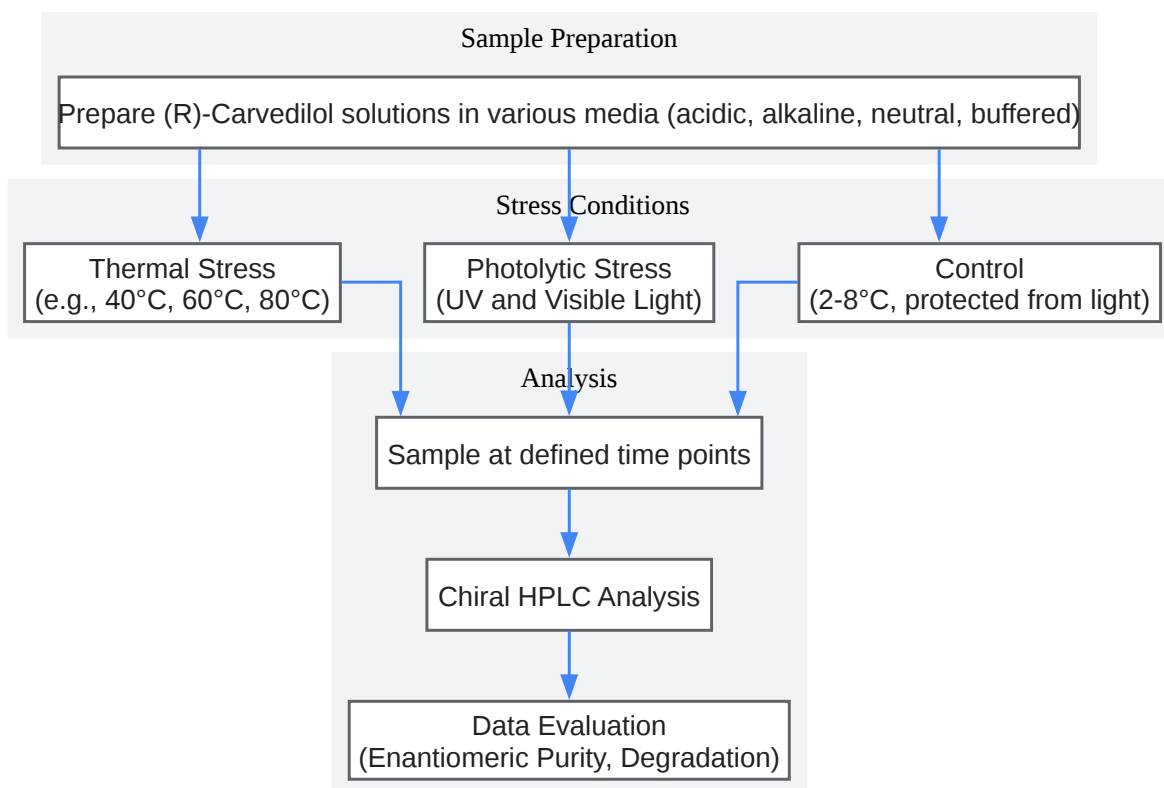 Sample Preparation
Prepare (R)-Carvedilol solutions in various media (acidic, alkaline, neutral, buffered)
Stress Conditions
Thermal Stress
(e.g., 40°C, 60°C, 80°C)
Photolytic Stress
(UV and Visible Light)
Control
(2-8°C, protected from light)
Analysis
Sample at defined time points
Chiral HPLC Analysis
Data Evaluation
(Enantiomeric Purity, Degradation)